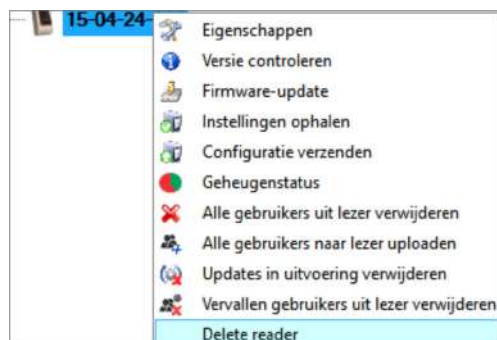 15-04-24-
Eigenschappen
Versie controleren
Firmware-update
Instellingen ophalen
Configuratie verzenden
Geheugenstatus
Alle gebruikers uit lezer verwijderen
Alle gebruikers naar lezer uploaden
Updates in uitvoering verwijderen
Vervallen gebruikers uit lezer verwijderen
Delete reader